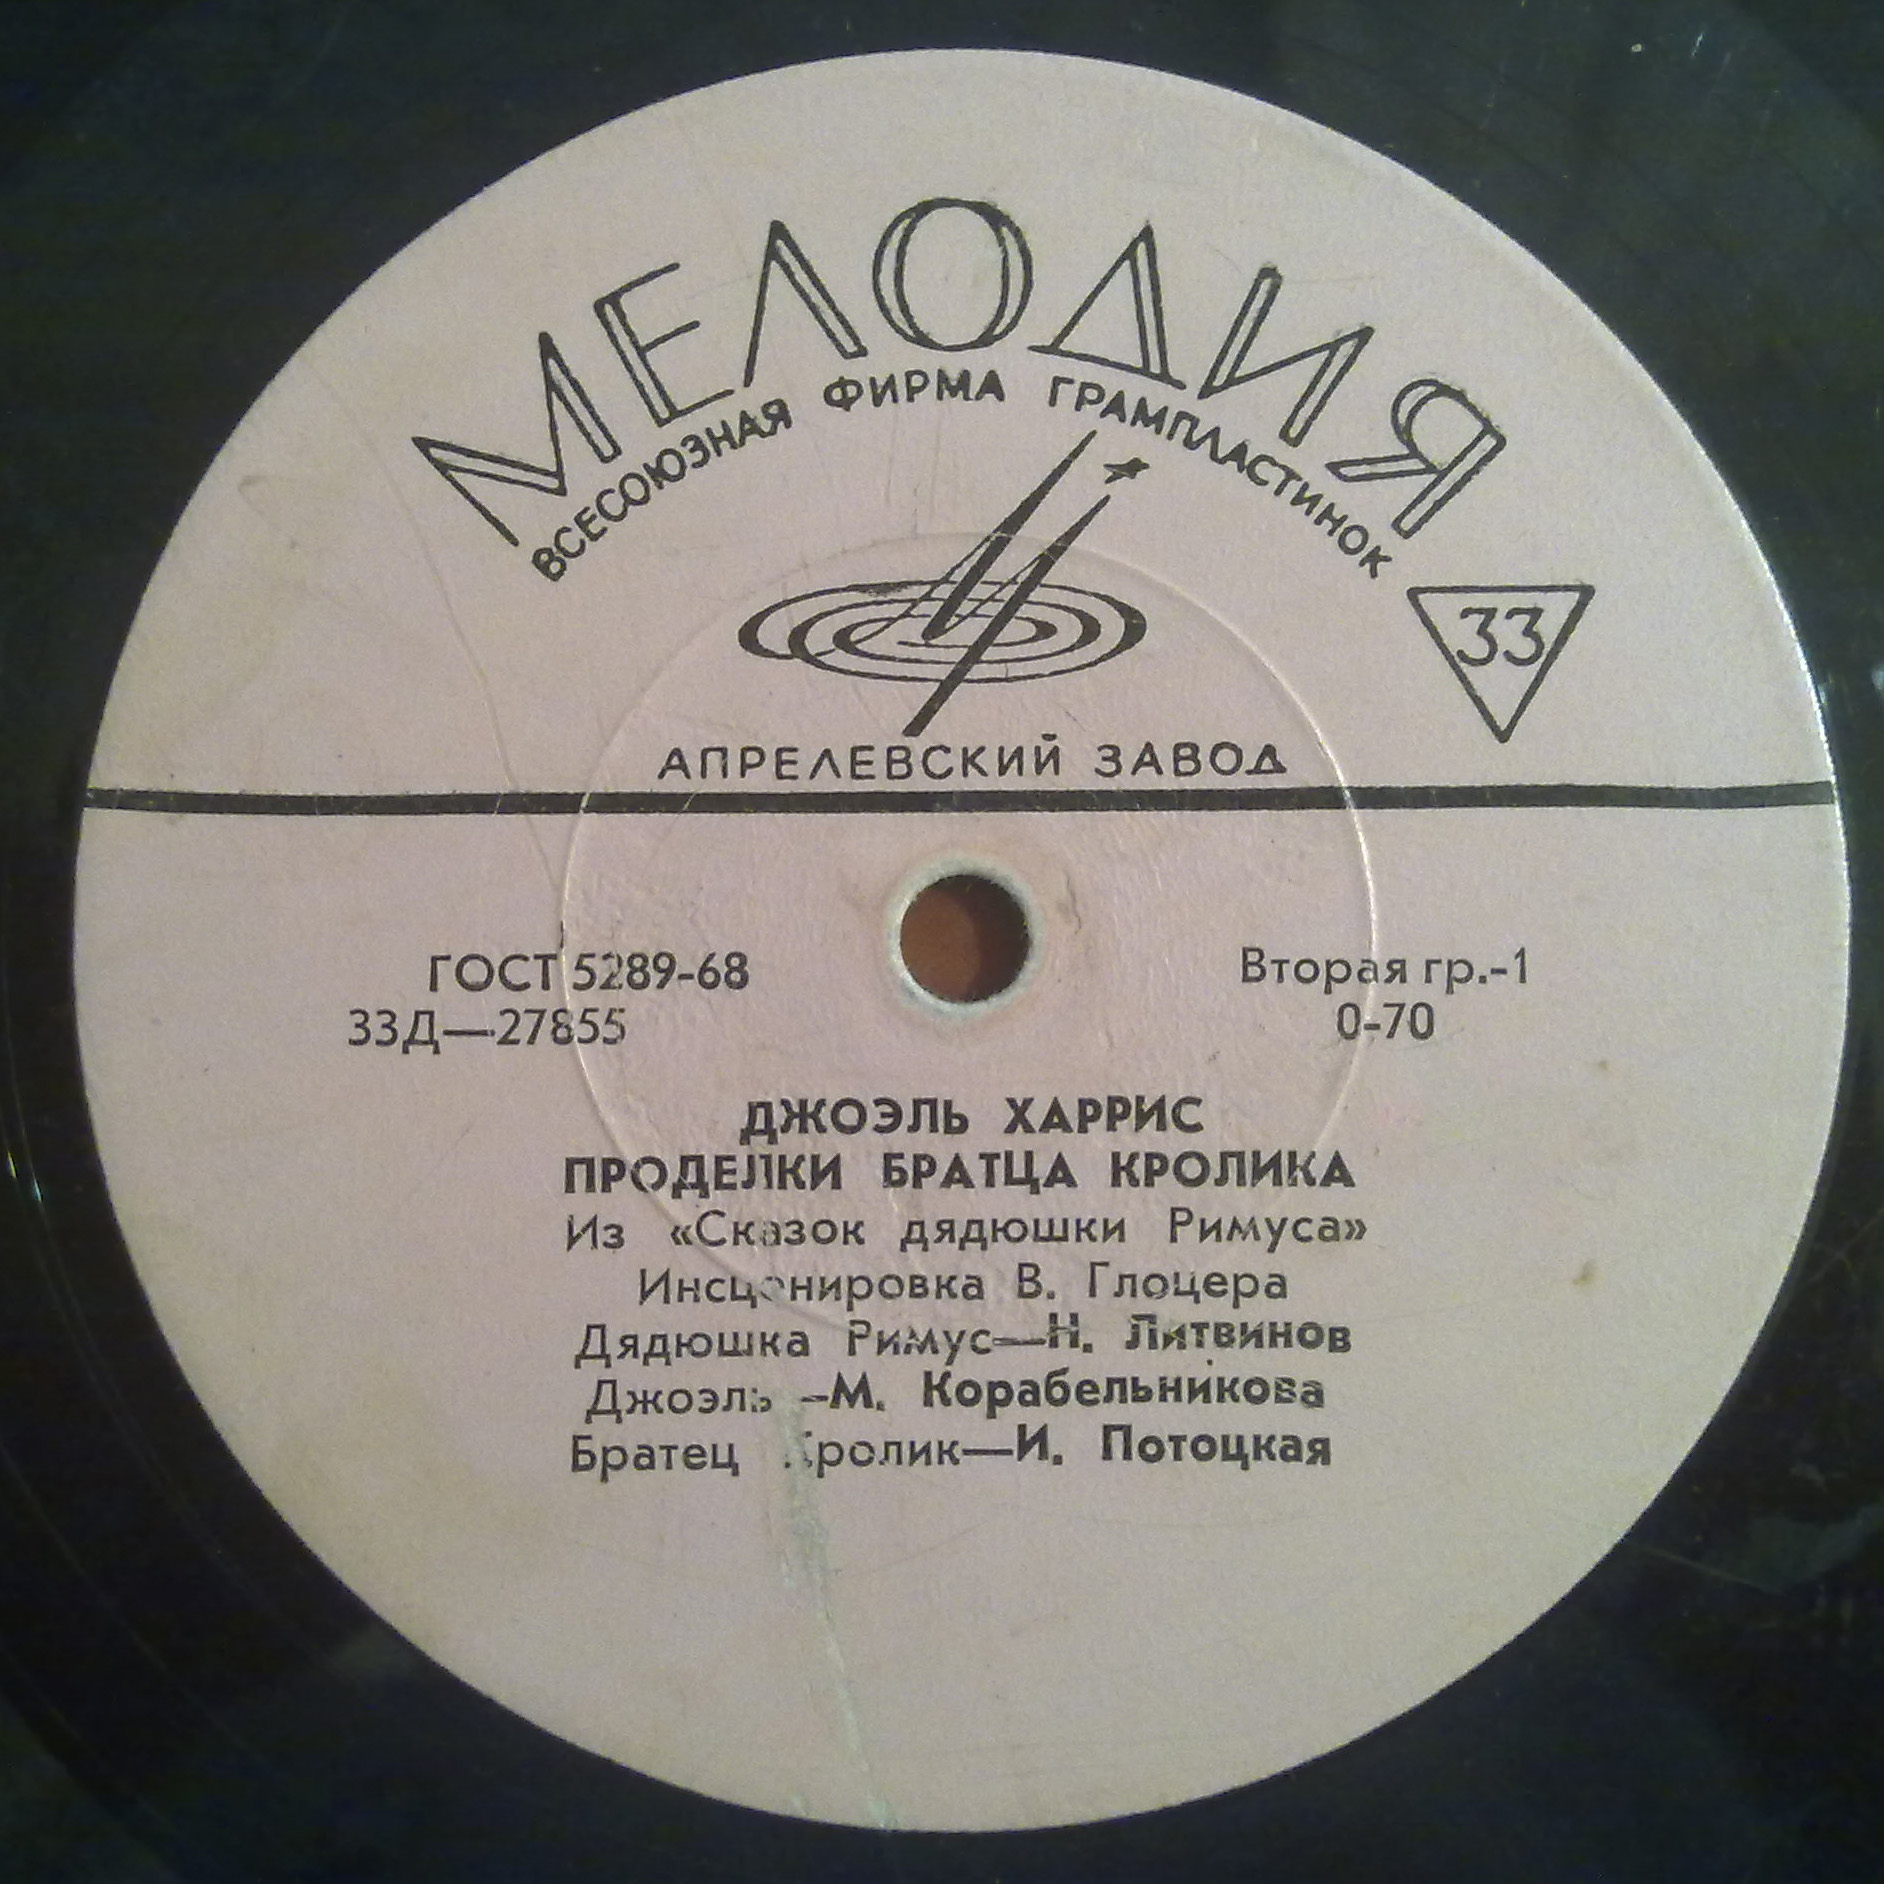 МЕЛОДИЯ
ВСЕСОЮЗНАЯ ФИРМА ГРАМПЛАСТИНОК
33
АПРЕЛЕВСКИЙ ЗАВОД
ГОСТ 5289-68
Вторая гр.-1
33Д—27855
0-70
ДЖОЭЛЬ ХАРРИС
ПРОДЕЛКИ БРАТЦА КРОЛИКА
Из «Сказок дядюшки Римуса»
Инсценировка В. Глоцера
Дядюшка Римус—Н. Литвинов
Джоэль —М. Корабельникова
Братец Кролик—И. Потоцкая